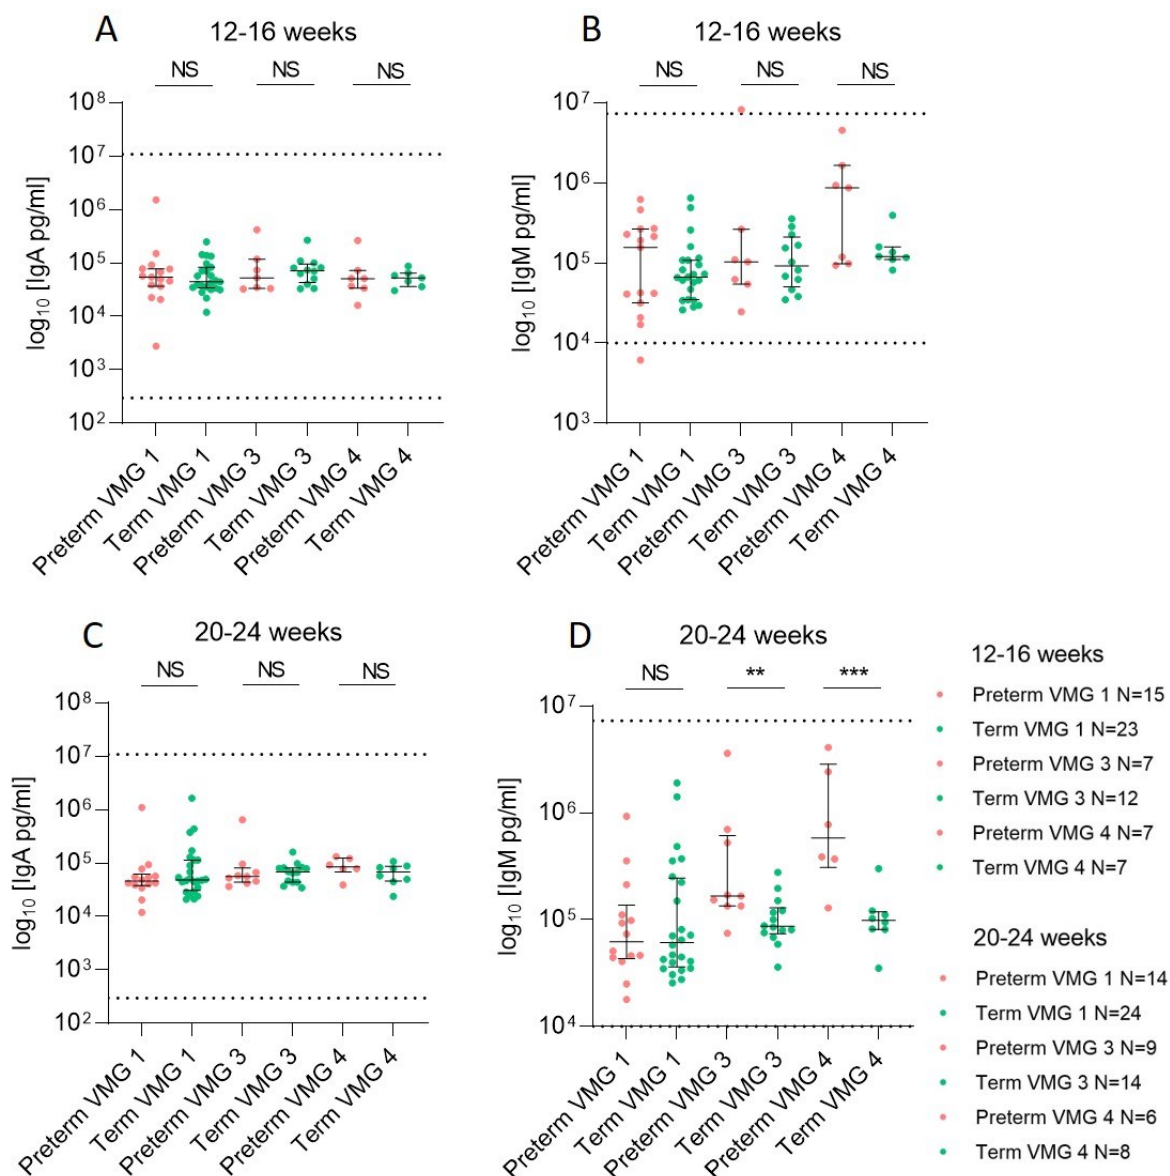 A 12-16 weeks
NS NS NS
log10 [IgA pg/ml]
10^8
10^7
10^6
10^5
10^4
10^3
10^2
Preterm VMG 1
Term VMG 1
Preterm VMG 3
Term VMG 3
Preterm VMG 4
Term VMG 4
B 12-16 weeks
NS NS NS
log10 [IgM pg/ml]
10^7
10^6
10^5
10^4
10^3
Preterm VMG 1
Term VMG 1
Preterm VMG 3
Term VMG 3
Preterm VMG 4
Term VMG 4
C 20-24 weeks
NS NS NS
log10 [IgA pg/ml]
10^8
10^7
10^6
10^5
10^4
10^3
10^2
Preterm VMG 1
Term VMG 1
Preterm VMG 3
Term VMG 3
Preterm VMG 4
Term VMG 4
D 20-24 weeks
NS ** ***
log10 [IgM pg/ml]
10^7
10^6
10^5
10^4
Preterm VMG 1
Term VMG 1
Preterm VMG 3
Term VMG 3
Preterm VMG 4
Term VMG 4
12-16 weeks
Preterm VMG 1 N=15
Term VMG 1 N=23
Preterm VMG 3 N=7
Term VMG 3 N=12
Preterm VMG 4 N=7
Term VMG 4 N=7
20-24 weeks
Preterm VMG 1 N=14
Term VMG 1 N=24
Preterm VMG 3 N=9
Term VMG 3 N=14
Preterm VMG 4 N=6
Term VMG 4 N=8